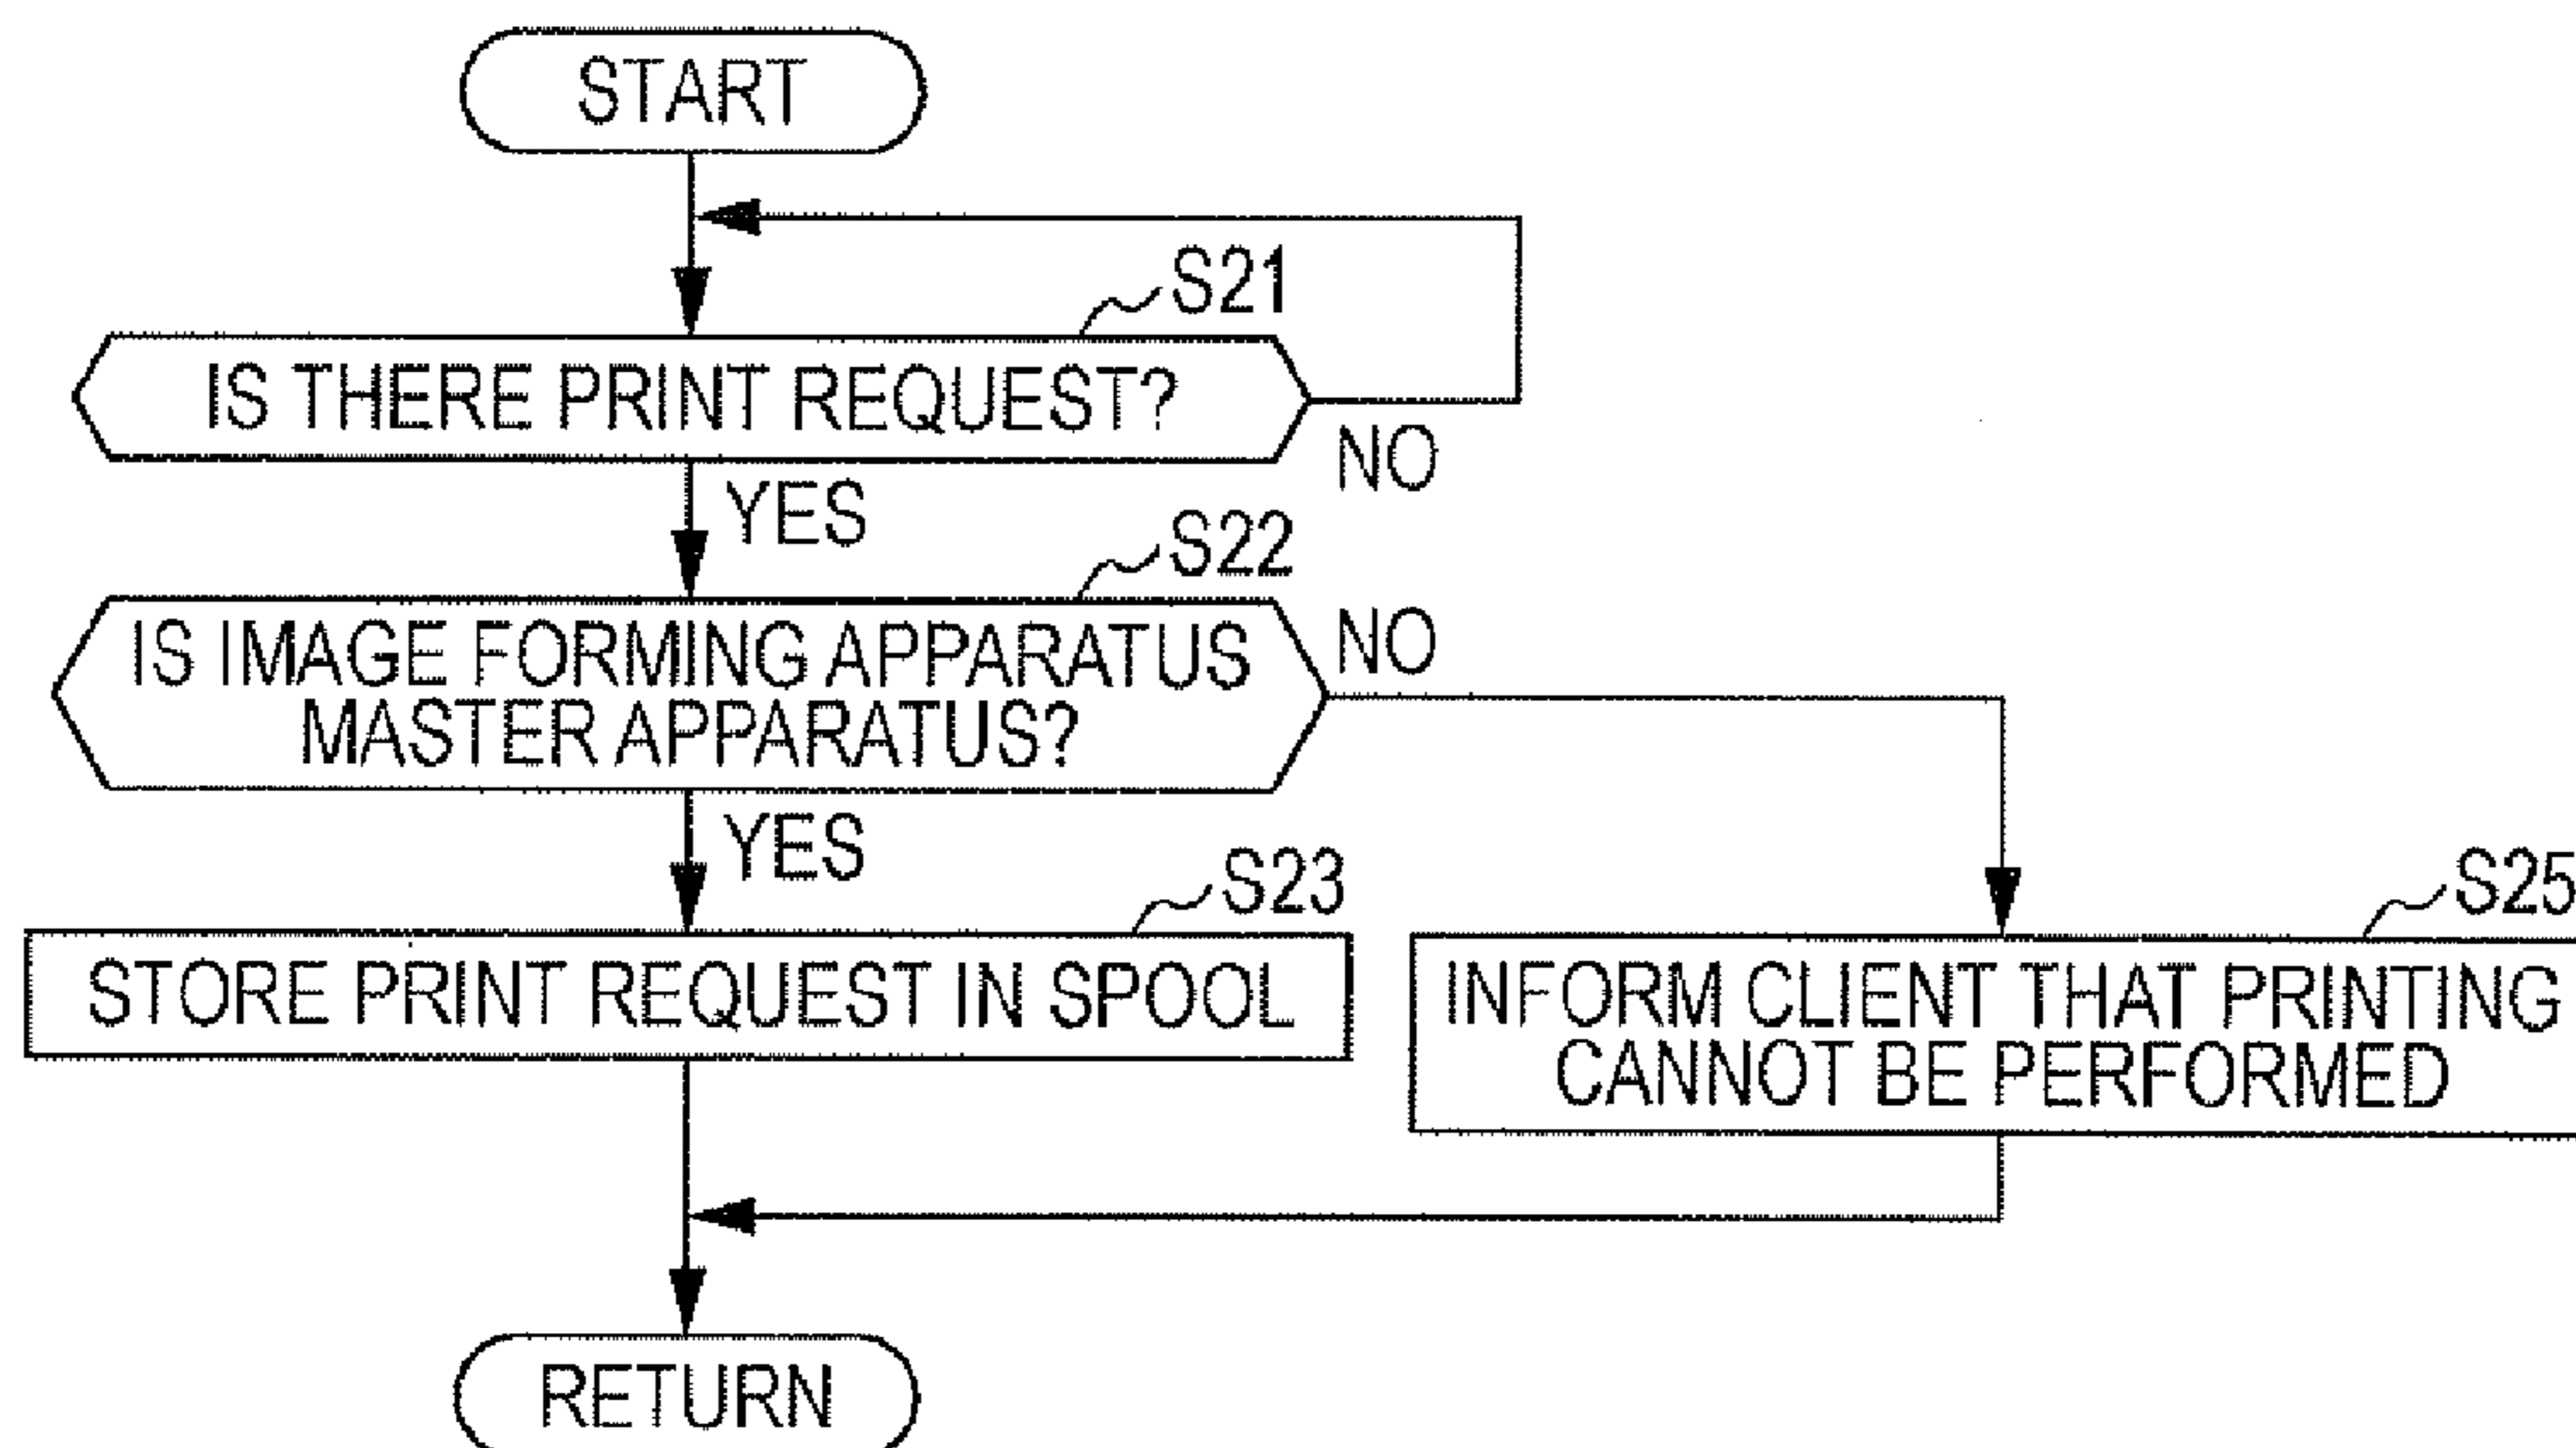 START
S21
IS THERE PRINT REQUEST?
NO
YES
S22
IS IMAGE FORMING APPARATUS
MASTER APPARATUS?
NO
YES
S23
STORE PRINT REQUEST IN SPOOL
S25
INFORM CLIENT THAT PRINTING
CANNOT BE PERFORMED
RETURN